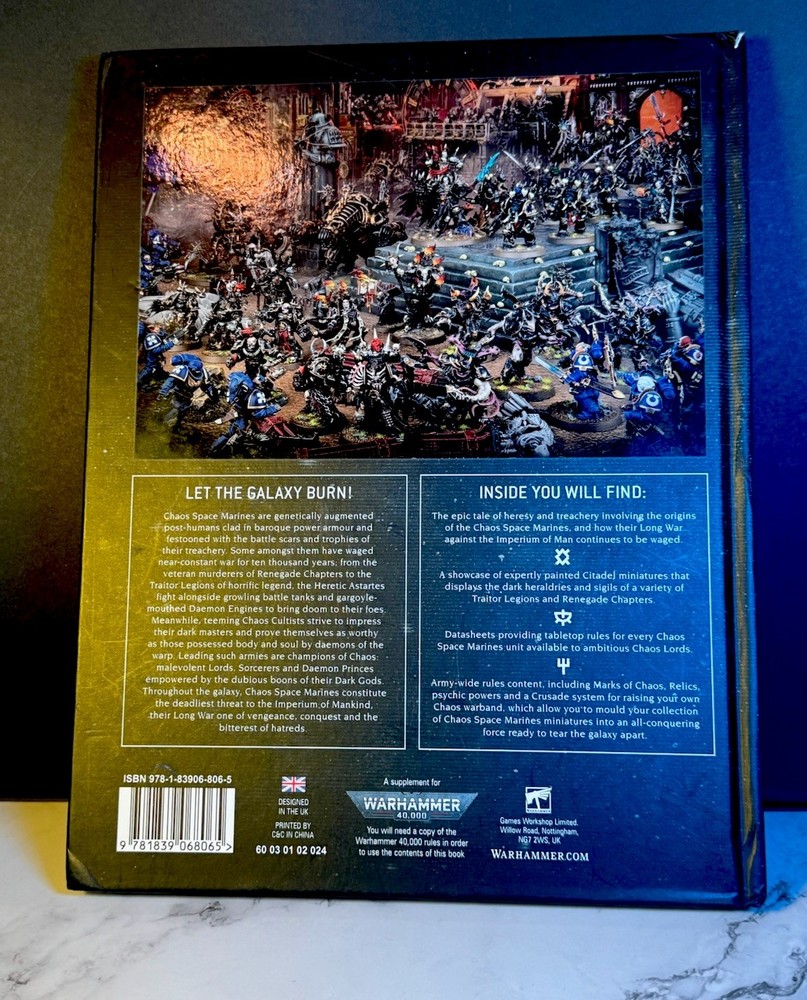 LET THE GALAXY BURN!
Chaos Space Marines are genetically augmented
post-humans clad in baroque power armour and
festooned with the battle scars and trophies of
their treachery. Some amongst them have waged
near-constant war for ten thousand years; from the
veteran murderers of Renegade Chapters to the
Traitor Legions of horrific legend, the Heretic Astartes
fight alongside growling battle tanks and gargoyle-
mouthed Daemon Engines to bring doom to their foes.
Meanwhile, teeming Chaos Cultists strive to impress
their dark masters and prove themselves as worthy
as those possessed body and soul by daemons of the
warp. Leading such armies are champions of Chaos:
malevolent Lords, Sorcerers and Daemon Princes
empowered by the dubious boons of their Dark Gods.
Throughout the galaxy, Chaos Space Marines constitute
the deadliest threat to the Imperium of Mankind,
their Long War one of vengeance, conquest and the
bitterest of hatreds.
INSIDE YOU WILL FIND:
The epic tale of heresy and treachery involving the origins
of the Chaos Space Marines, and how their Long War
against the Imperium of Man continues to be waged.
A showcase of expertly painted Citadel miniatures that
displays the dark heraldries and sigils of a variety of
Traitor Legions and Renegade Chapters.
Datasheets providing tabletop rules for every Chaos
Space Marines unit available to ambitious Chaos Lords.
Army-wide rules content, including Marks of Chaos, Relics,
psychic powers and a Crusade system for raising your own
Chaos warband, which allow you to mould your collection
of Chaos Space Marines miniatures into an all-conquering
force ready to tear the galaxy apart.
ISBN 978-1-83906-806-5
9 781839 068065 >
DESIGNED
IN THE UK
PRINTED BY
C&C IN CHINA
60 03 01 02 024
A supplement for
WARHAMMER
40,000
You will need a copy of the
Warhammer 40,000 rules in order
to use the contents of this book
Games Workshop Limited.
Willow Road, Nottingham,
NG7 2WS, UK
WARHAMMER.COM